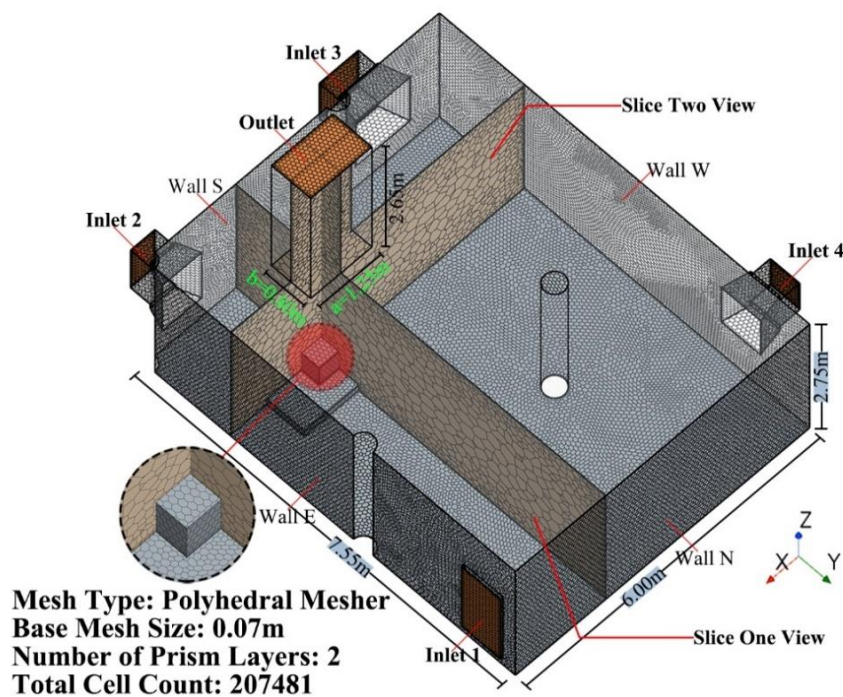 Inlet 3
Outlet
Slice Two View
Wall S
Wall W
2.65m
Inlet 2
Inlet 4
b=0.60m
a=1.25m
2.75m
Wall E
7.55m
Wall N
6.00m
Z
X
Y
Inlet 1
Slice One View
Mesh Type: Polyhedral Mesher
Base Mesh Size: 0.07m
Number of Prism Layers: 2
Total Cell Count: 207481